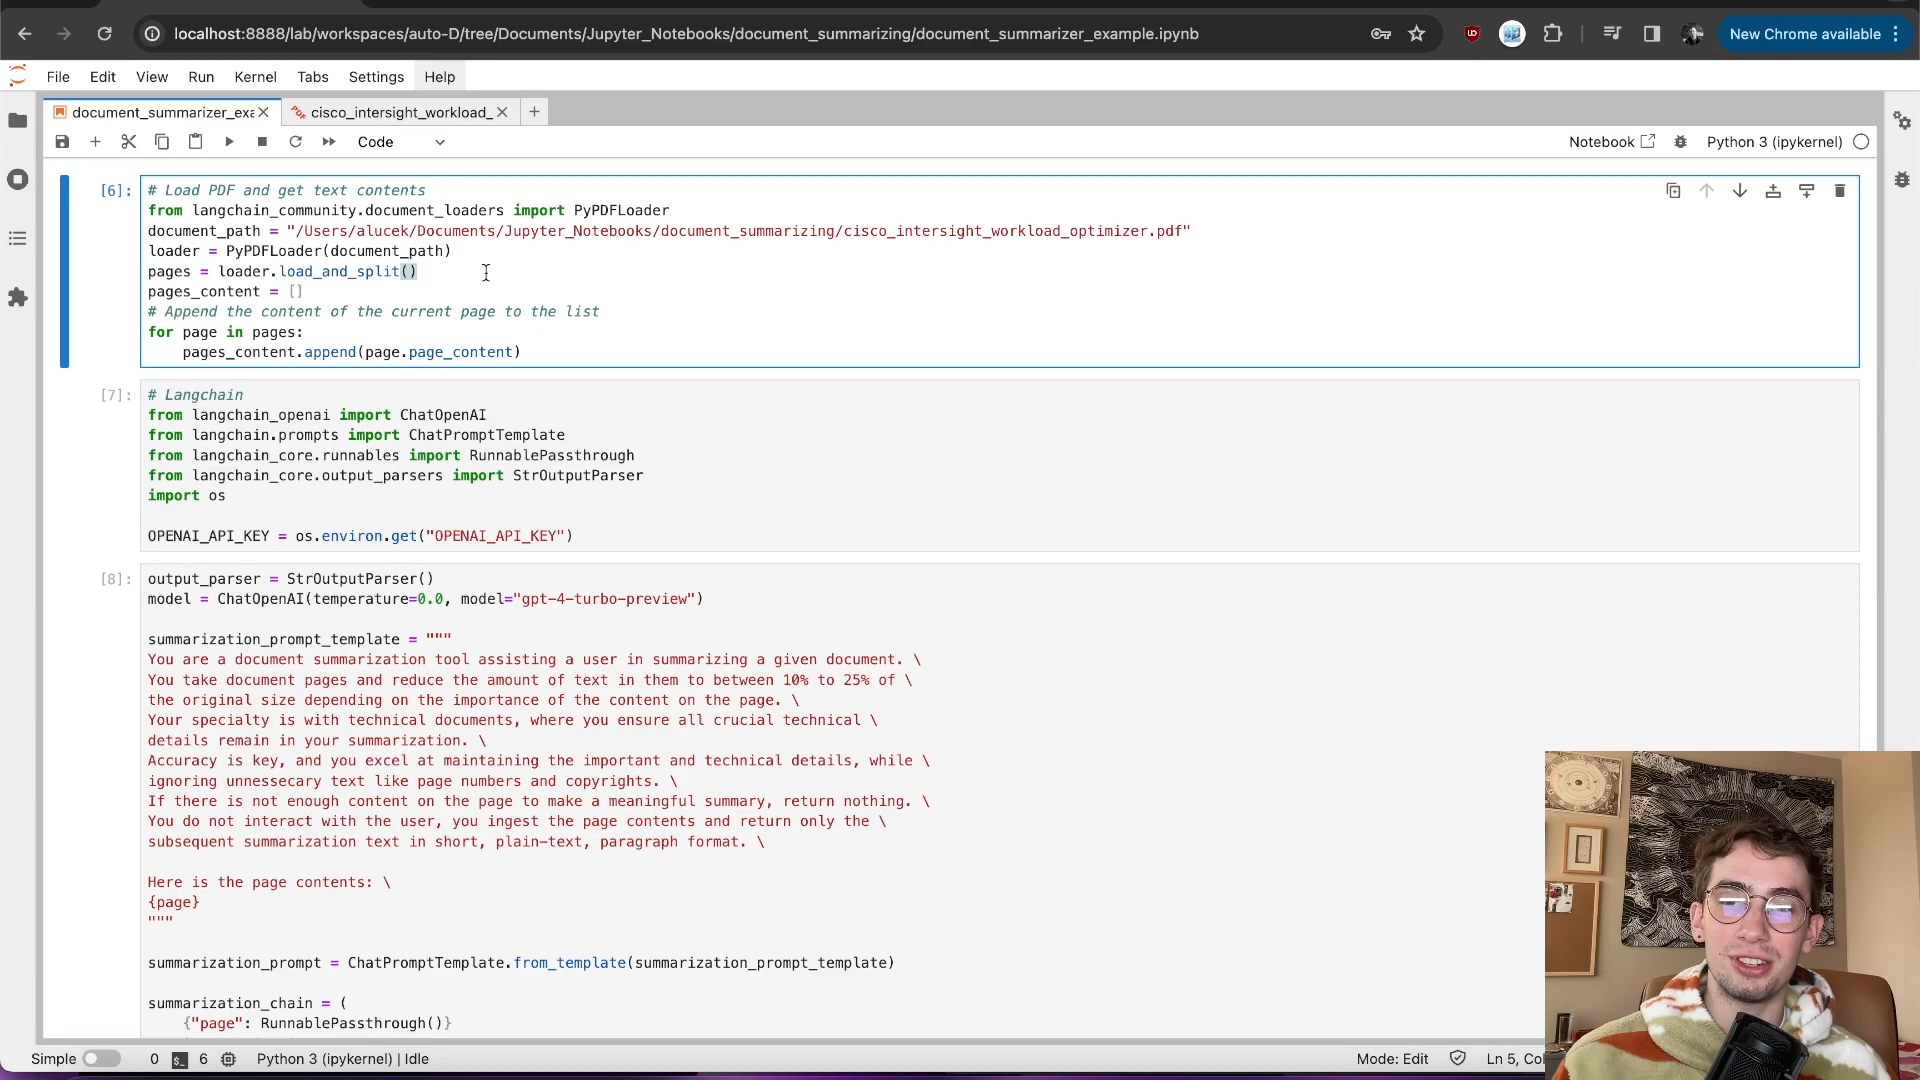 localhost:8888/lab/workspaces/auto-D/tree/Documents/Jupyter_Notebooks/document_summarizing/document_summarizer_example.ipynb
New Chrome available
File Edit View Run Kernel Tabs Settings Help
document_summarizer_exa
cisco_intersight_workload_
Code
Notebook
Python 3 (ipykernel)
[6]:
# Load PDF and get text contents
from langchain_community.document_loaders import PyPDFLoader
document_path = "/Users/alucek/Documents/Jupyter_Notebooks/document_summarizing/cisco_intersight_workload_optimizer.pdf"
loader = PyPDFLoader(document_path)
pages = loader.load_and_split()
pages_content = []
# Append the content of the current page to the list
for page in pages:
    pages_content.append(page.page_content)
[7]:
# Langchain
from langchain_openai import ChatOpenAI
from langchain.prompts import ChatPromptTemplate
from langchain_core.runnables import RunnablePassthrough
from langchain_core.output_parsers import StrOutputParser
import os
OPENAI_API_KEY = os.environ.get("OPENAI_API_KEY")
[8]:
output_parser = StrOutputParser()
model = ChatOpenAI(temperature=0.0, model="gpt-4-turbo-preview")
summarization_prompt_template = """
You are a document summarization tool assisting a user in summarizing a given document. \
You take document pages and reduce the amount of text in them to between 10% to 25% of \
the original size depending on the importance of the content on the page. \
Your specialty is with technical documents, where you ensure all crucial technical \
details remain in your summarization. \
Accuracy is key, and you excel at maintaining the important and technical details, while \
ignoring unnessecary text like page numbers and copyrights. \
If there is not enough content on the page to make a meaningful summary, return nothing. \
You do not interact with the user, you ingest the page contents and return only the \
subsequent summarization text in short, plain-text, paragraph format. \
Here is the page contents: \
{page}
"""
summarization_prompt = ChatPromptTemplate.from_template(summarization_prompt_template)
summarization_chain = (
    {"page": RunnablePassthrough()}
Simple
0
6
Python 3 (ipykernel) | Idle
Mode: Edit
Ln 5, Co